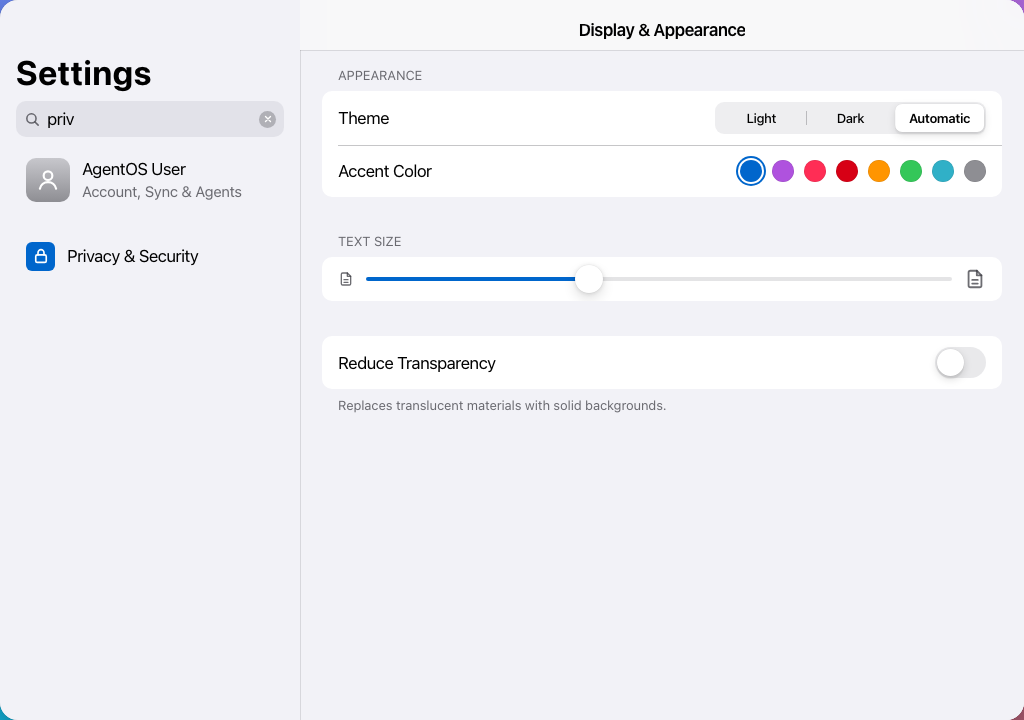 Settings
priv
AgentOS User
Account, Sync & Agents
Privacy & Security
Display & Appearance
APPEARANCE
Theme
Light
Dark
Automatic
Accent Color
TEXT SIZE
Reduce Transparency
Replaces translucent materials with solid backgrounds.